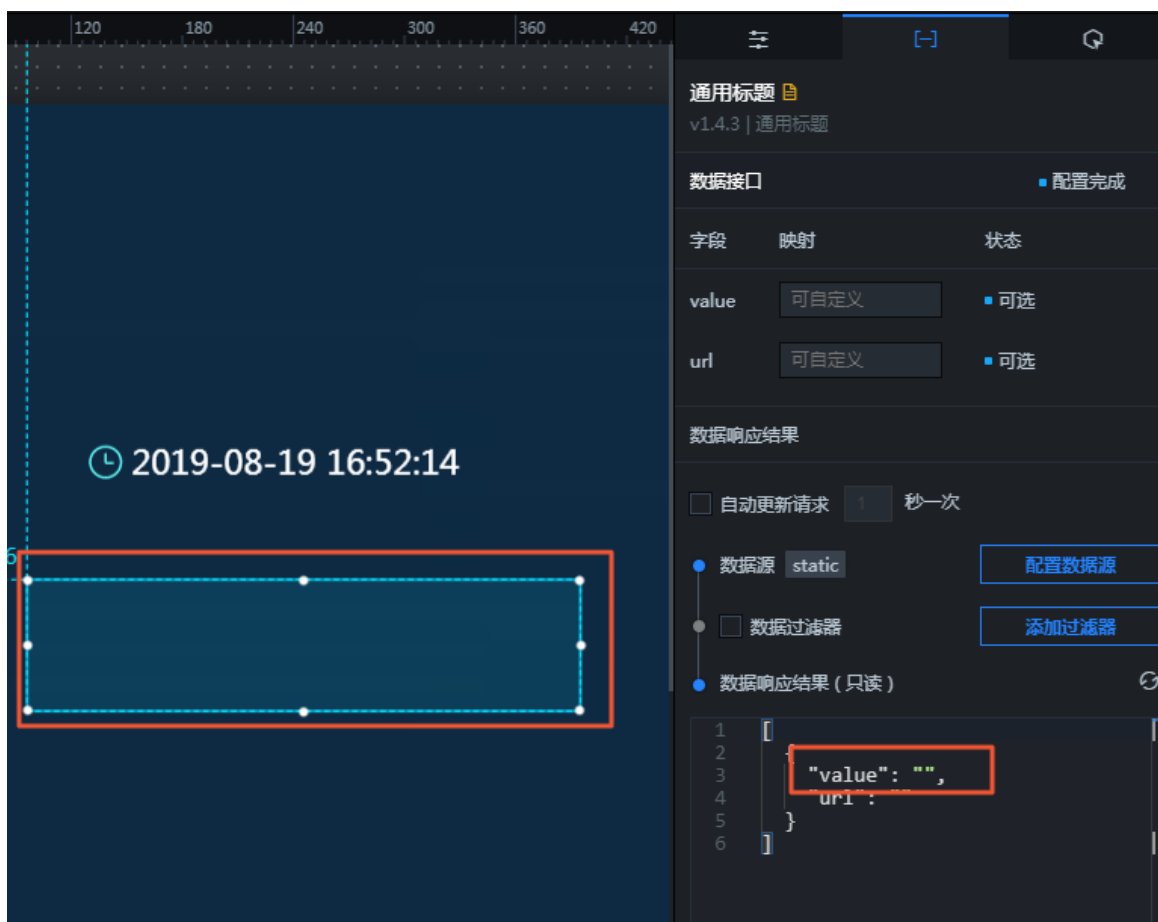 120 180 240 300 360 420
通用标题
v1.4.3 | 通用标题
数据接口 配置完成
字段 映射 状态
value 可自定义 可选
url 可自定义 可选
数据响应结果
2019-08-19 16:52:14
自动更新请求 1 秒一次
6
数据源 static 配置数据源
数据过滤器 添加过滤器
数据响应结果 ( 只读 )
1 [
2 {
3 "value": "",
4 "url": ""
5 }
6 ]